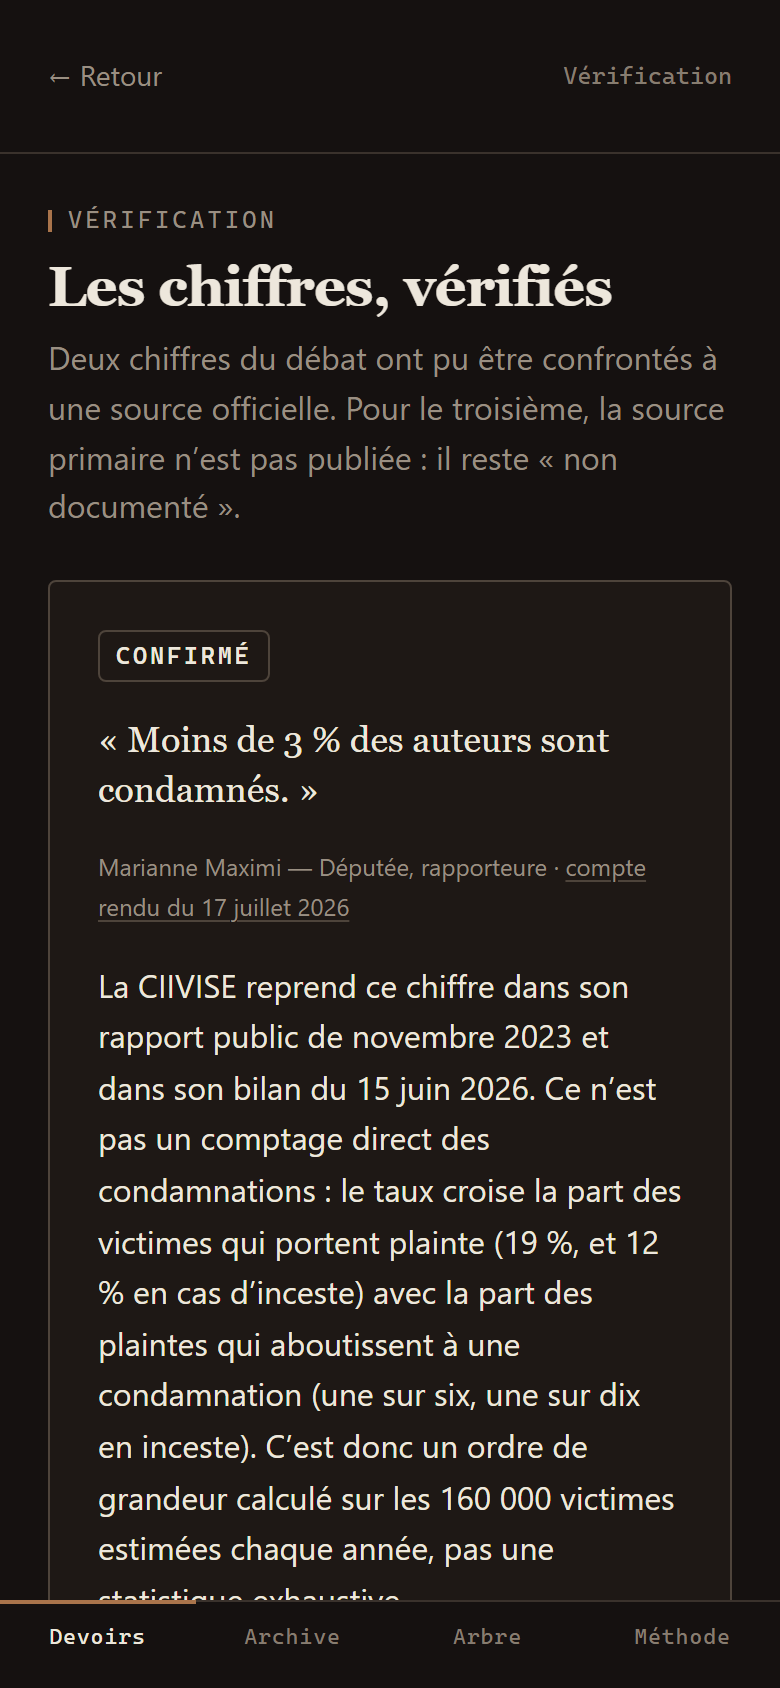 ← Retour
Vérification
VÉRIFICATION
Les chiffres, vérifiés
Deux chiffres du débat ont pu être confrontés à
une source officielle. Pour le troisième, la source
primaire n’est pas publiée : il reste « non
documenté ».
CONFIRMÉ
« Moins de 3 % des auteurs sont
condamnés. »
Marianne Maximi — Députée, rapporteure · compte
rendu du 17 juillet 2026
La CIIVISE reprend ce chiffre dans son
rapport public de novembre 2023 et
dans son bilan du 15 juin 2026. Ce n’est
pas un comptage direct des
condamnations : le taux croise la part des
victimes qui portent plainte (19 %, et 12
% en cas d’inceste) avec la part des
plaintes qui aboutissent à une
condamnation (une sur six, une sur dix
en inceste). C’est donc un ordre de
grandeur calculé sur les 160 000 victimes
estimées chaque année, pas une
statistique exhaustive.
Devoirs
Archive
Arbre
Méthode